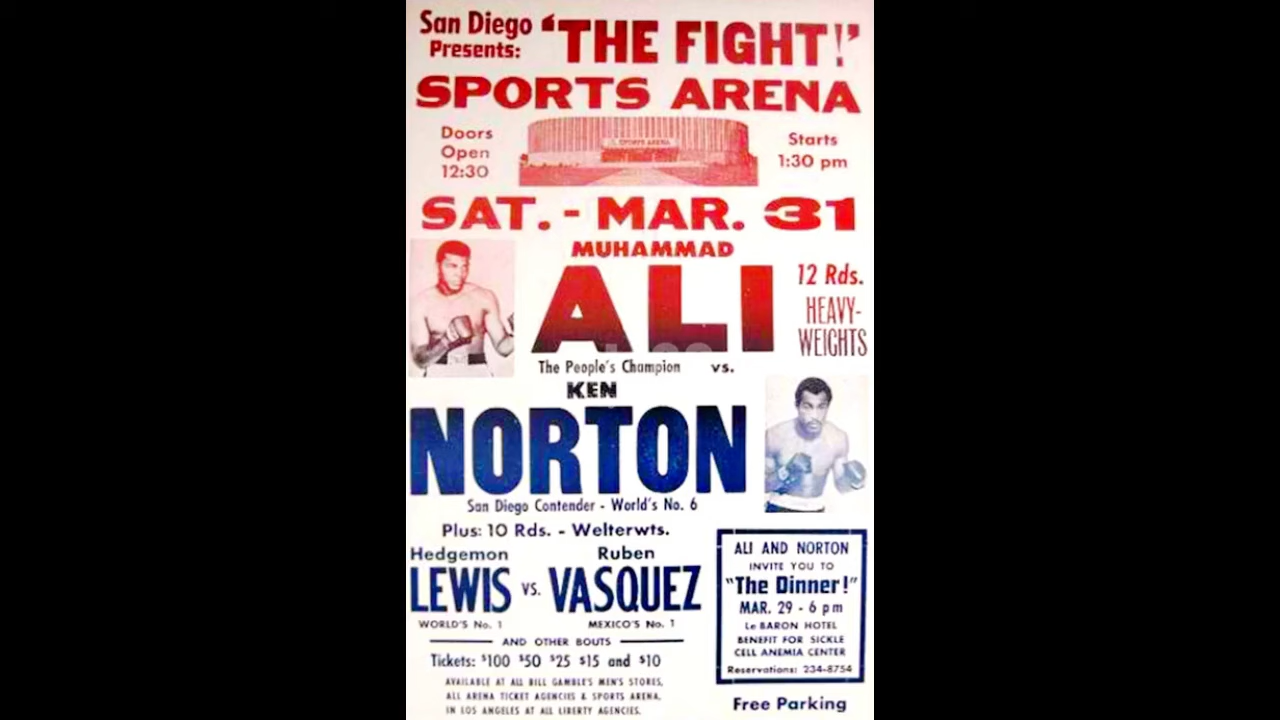 San Diego
Presents:
‘THE FIGHT!’
SPORTS ARENA
Doors
Open
12:30
SPORTS ARENA
Starts
1:30 pm
SAT. - MAR. 31
MUHAMMAD
ALI
12 Rds.
HEAVY-
WEIGHTS
The People's Champion vs.
KEN
NORTON
San Diego Contender - World's No. 6
Plus: 10 Rds. - Welterwts.
Hedgemon
LEWIS
WORLD'S No. 1
vs.
Ruben
VASQUEZ
MEXICO'S No. 1
AND OTHER BOUTS
Tickets: $100 $50 $25 $15 and $10
AVAILABLE AT ALL BILL GAMBLE'S MEN'S STORES,
ALL ARENA TICKET AGENCIES & SPORTS ARENA,
IN LOS ANGELES AT ALL LIBERTY AGENCIES.
ALI AND NORTON
INVITE YOU TO
"The Dinner!"
MAR. 29 - 6 pm
Le BARON HOTEL
BENEFIT FOR SICKLE
CELL ANEMIA CENTER
Reservations: 234-8754
Free Parking